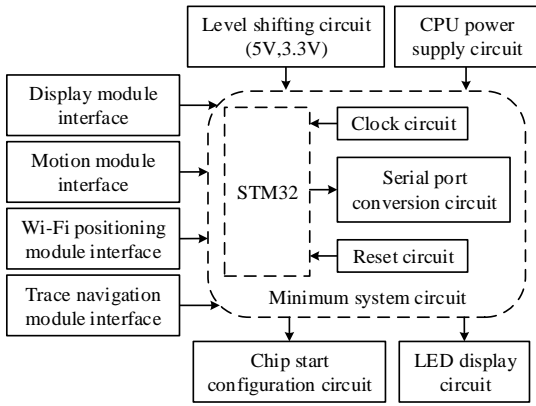 Level shifting circuit
(5V,3.3V)
CPU power
supply circuit
Display module
interface
Motion module
interface
Wi-Fi positioning
module interface
Trace navigation
module interface
STM32
Clock circuit
Serial port
conversion circuit
Reset circuit
Minimum system circuit
Chip start
configuration circuit
LED display
circuit